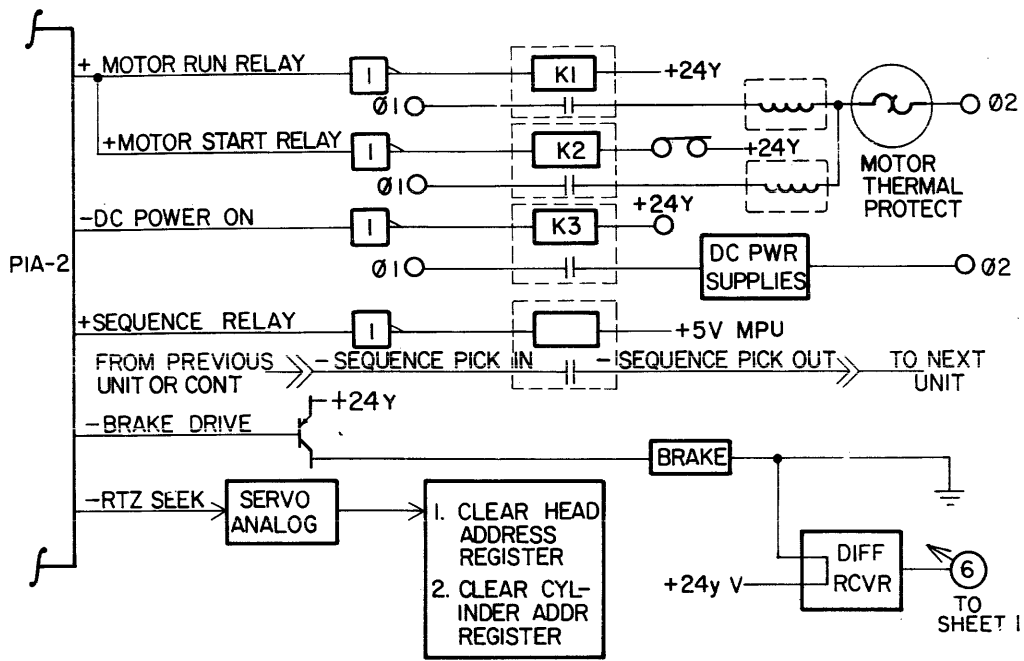 + MOTOR RUN RELAY
I
K1
+24Y
Ø1
Ø2
+MOTOR START RELAY
I
K2
+24Y
Ø1
MOTOR
THERMAL
PROTECT
-DC POWER ON
I
K3
+24Y
PIA-2
Ø1
DC PWR
SUPPLIES
Ø2
+SEQUENCE RELAY
I
+5V MPU
FROM PREVIOUS
UNIT OR CONT
-SEQUENCE PICK IN
-SEQUENCE PICK OUT
TO NEXT
UNIT
-+24Y
-BRAKE DRIVE
BRAKE
-RTZ SEEK
SERVO
ANALOG
1. CLEAR HEAD
ADDRESS
REGISTER
2. CLEAR CYL-
INDER ADDR
REGISTER
DIFF
RCVR
+24y V
6
TO
SHEET 1